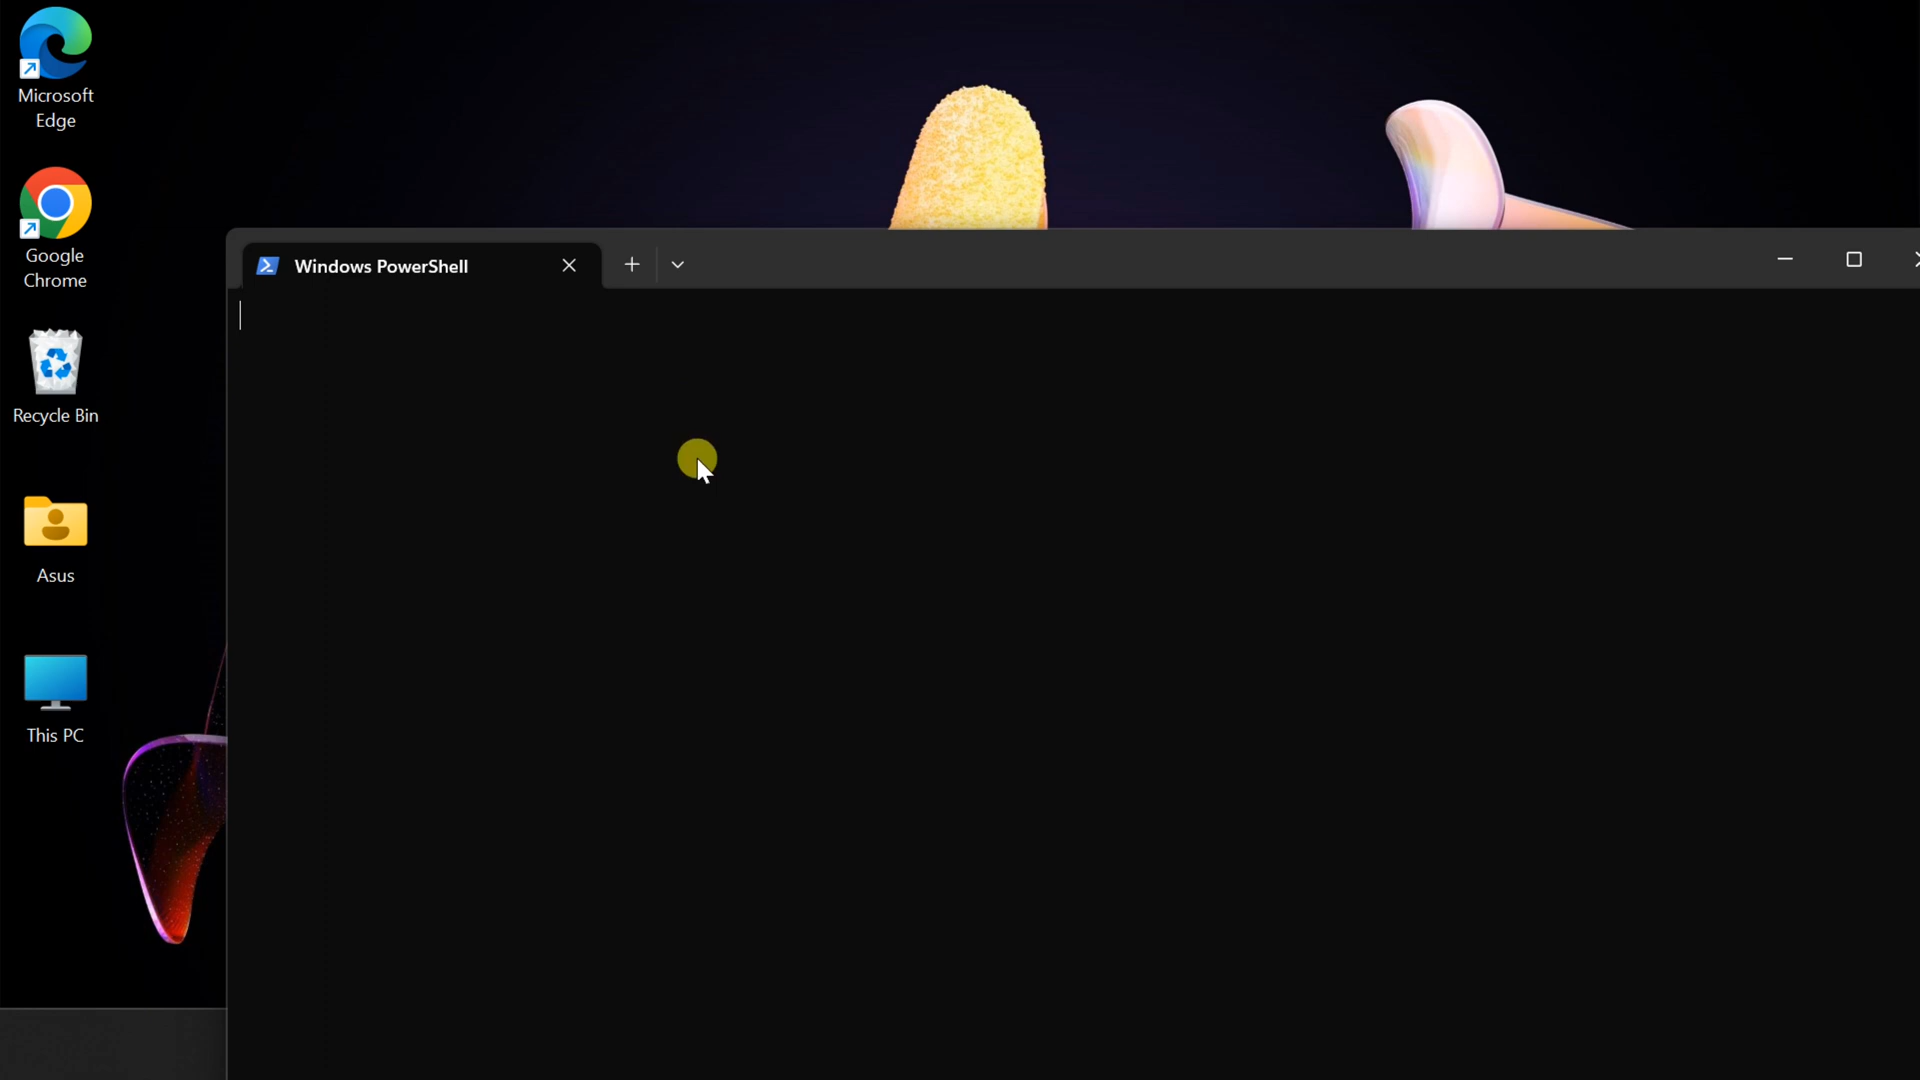 Microsoft
Edge
Google
Chrome
Recycle Bin
Asus
This PC
Windows PowerShell